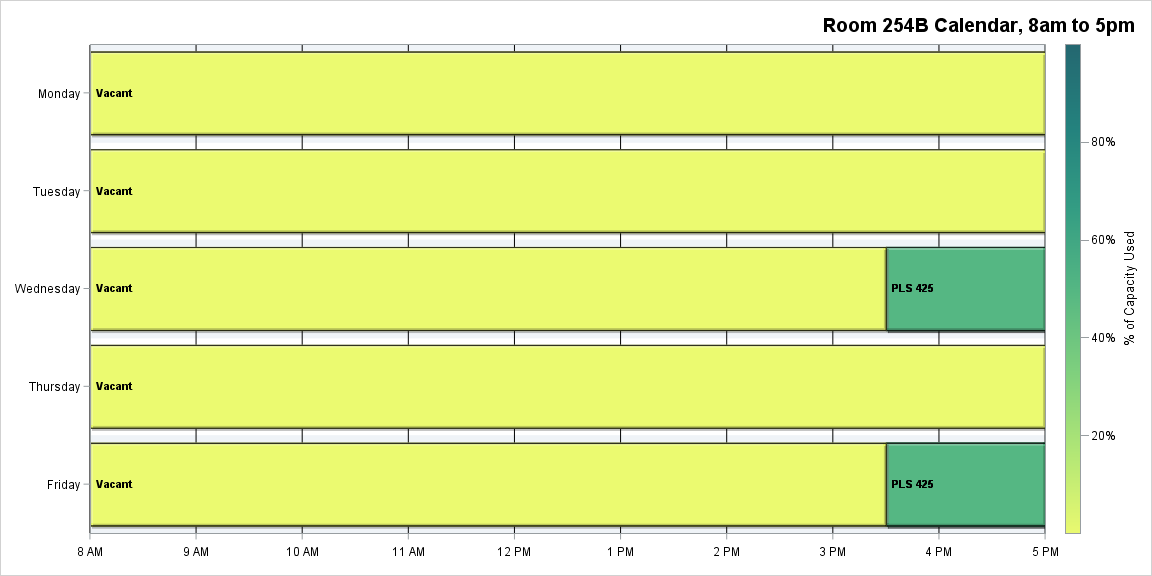 Room 254B Calendar, 8am to 5pm
Monday
Vacant
80%
Tuesday
Vacant
60%
% of Capacity Used
Wednesday
Vacant
PLS 425
40%
Thursday
Vacant
20%
Friday
Vacant
PLS 425
8 AM 9 AM 10 AM 11 AM 12 PM 1 PM 2 PM 3 PM 4 PM 5 PM